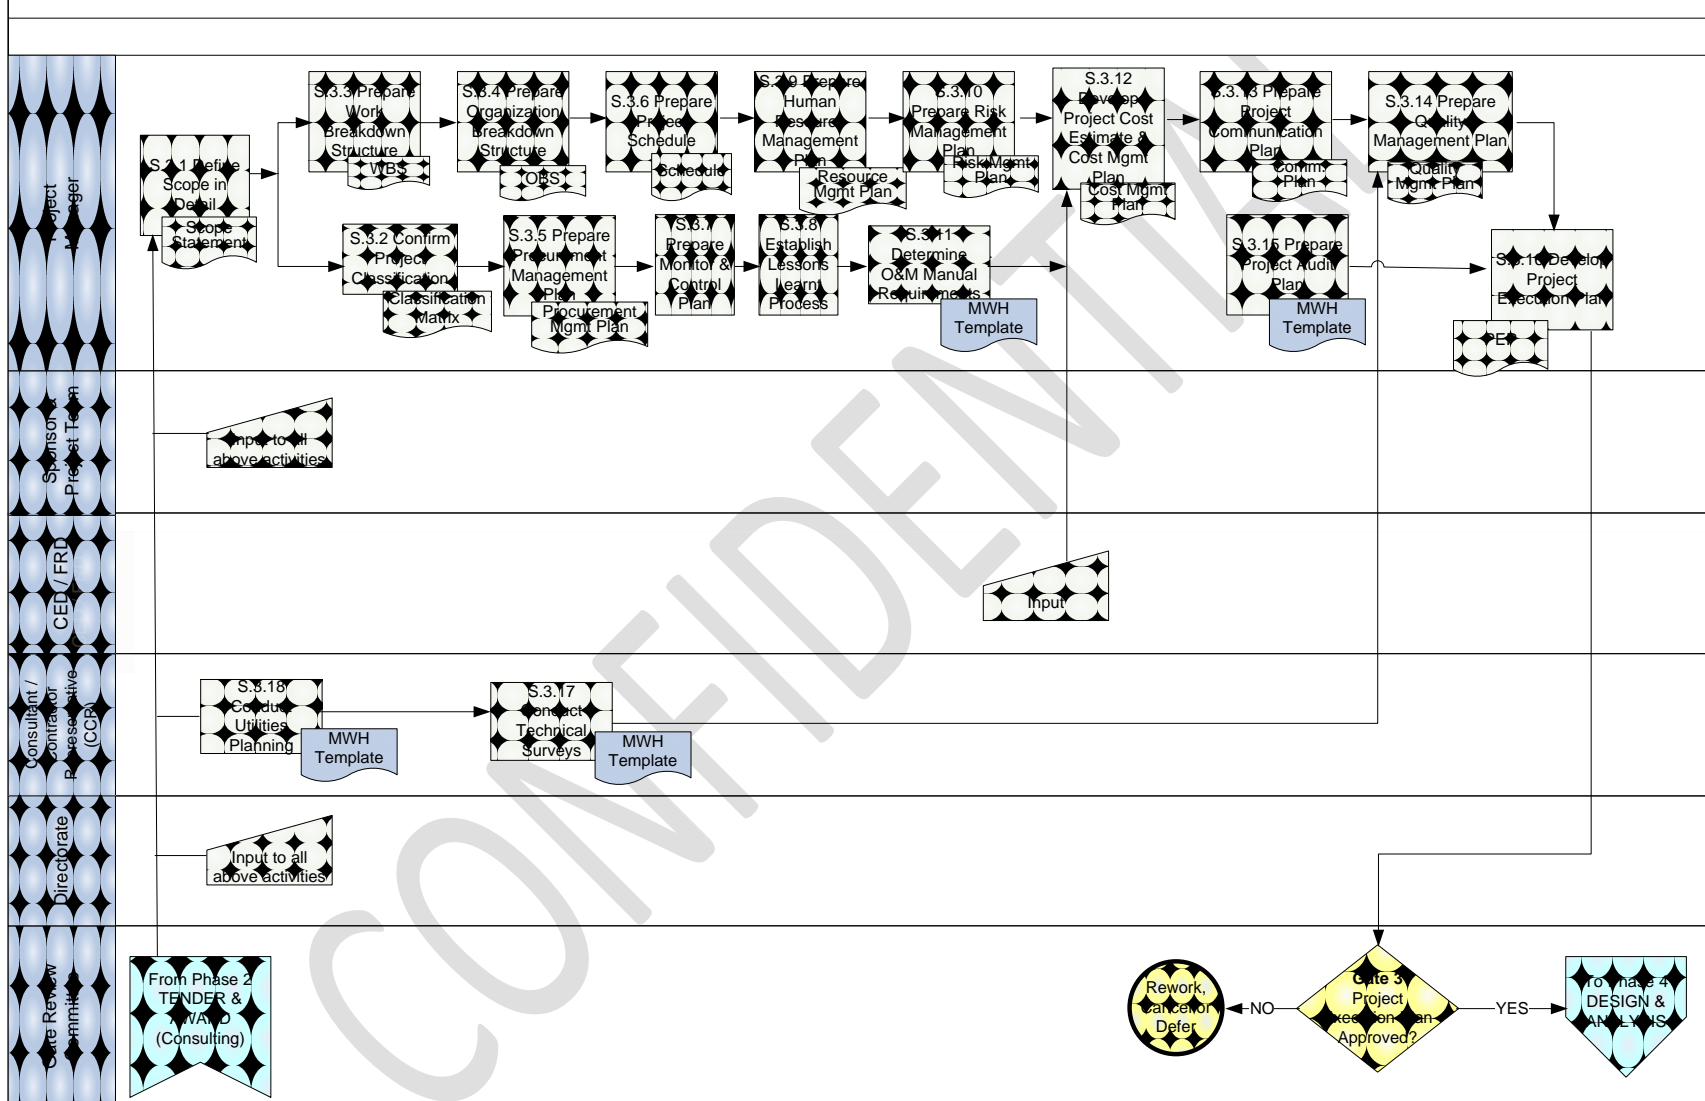 Project
Manager
S.3.1 Define
Scope in
Detail
Scope
Statement
S.3.3 Prepare
Work
Breakdown
Structure
WBS
S.3.4 Prepare
Organization
Breakdown
Structure
OBS
S.3.6 Prepare
Project
Schedule
Schedule
S.3.9 Prepare
Human
Resource
Management
Plan
Resource
Mgmt Plan
S.3.10
Prepare Risk
Management
Plan
Risk Mgmt
Plan
S.3.12
Develop
Project Cost
Estimate &
Cost Mgmt
Plan
Cost Mgmt
Plan
S.3.13 Prepare
Project
Communication
Plan
Comm.
Plan
S.3.14 Prepare
Quality
Management Plan
Quality
Mgmt Plan
S.3.2 Confirm
Project
Classification
Classification
Matrix
S.3.5 Prepare
Procurement
Management
Plan
Procurement
Mgmt Plan
S.3.7
Prepare
Monitor &
Control
Plan
S.3.8
Establish
Lessons
Learnt
Process
S.3.11
Determine
O&M Manual
Requirements
MWH
Template
S.3.15 Prepare
Project Audit
Plan
MWH
Template
S.3.16 Develop
Project
Execution Plan
PEP
Sponsor &
Project Team
Input to all
above activities
CED / FRD
Input
Consultant /
Contractor
Representative
(CCR)
S.3.18
Conduct
Utilities
Planning
MWH
Template
S.3.17
Conduct
Technical
Surveys
MWH
Template
Directorate
Input to all
above activities
Gate Review
Committee
From Phase 2
TENDER &
AWARD
(Consulting)
Rework,
Cancel or
Defer
NO
Gate 3
Project
Execution Plan
Approved?
YES
To Phase 4
DESIGN &
ANALYSIS
CONFIDENTIAL